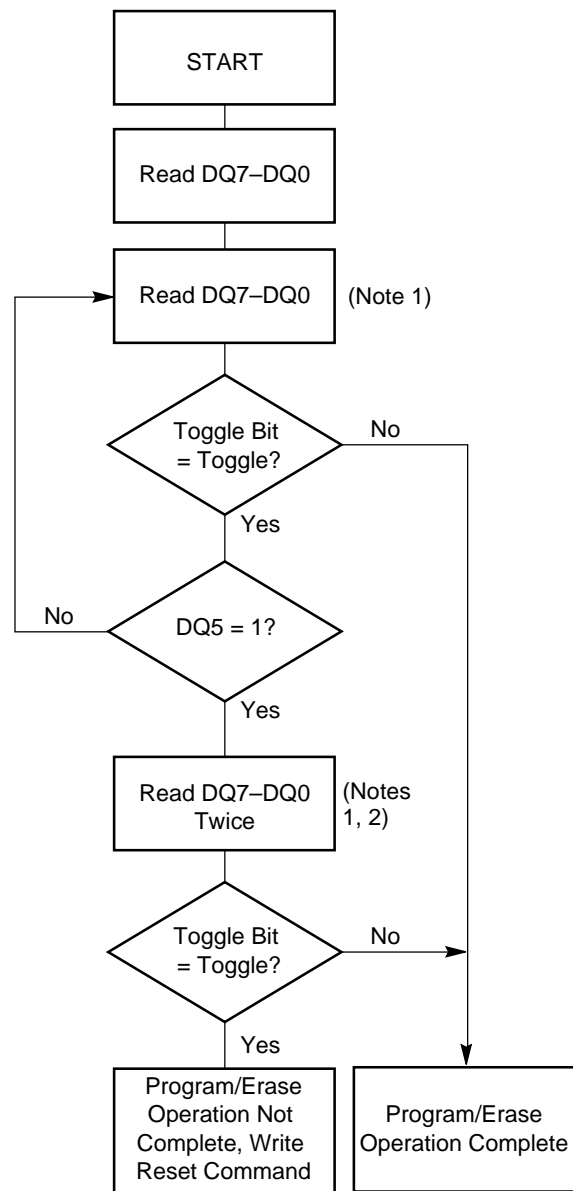 START
Read DQ7–DQ0
Read DQ7–DQ0
(Note 1)
Toggle Bit
= Toggle?
No
Yes
No
DQ5 = 1?
Yes
Read DQ7–DQ0
Twice
(Notes
1, 2)
Toggle Bit
= Toggle?
No
Yes
Program/Erase
Operation Not
Complete, Write
Reset Command
Program/Erase
Operation Complete